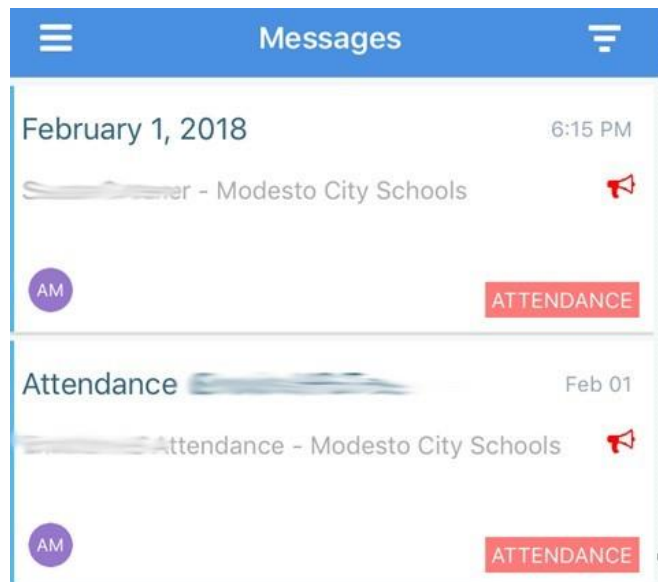 Messages
February 1, 2018 6:15 PM
- Modesto City Schools
AM
ATTENDANCE
Attendance Feb 01
Attendance - Modesto City Schools
AM
ATTENDANCE